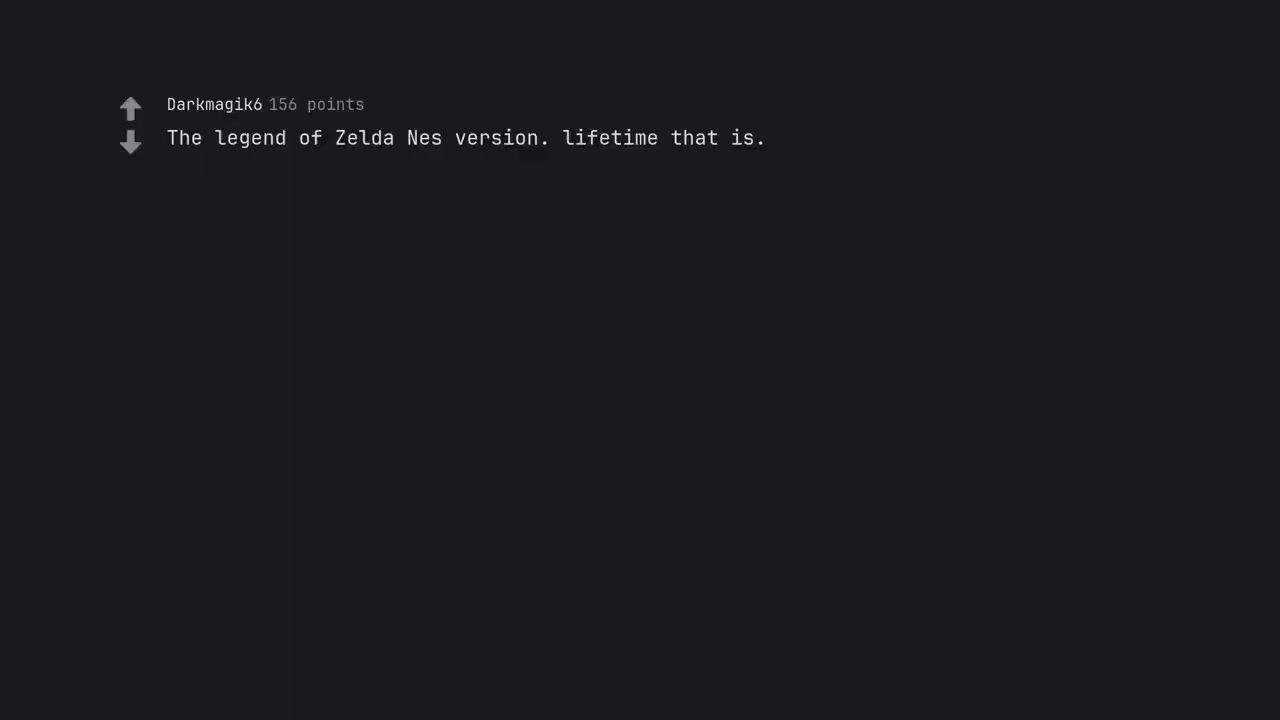 Darkmagik6 156 points
The legend of Zelda Nes version. lifetime that is.